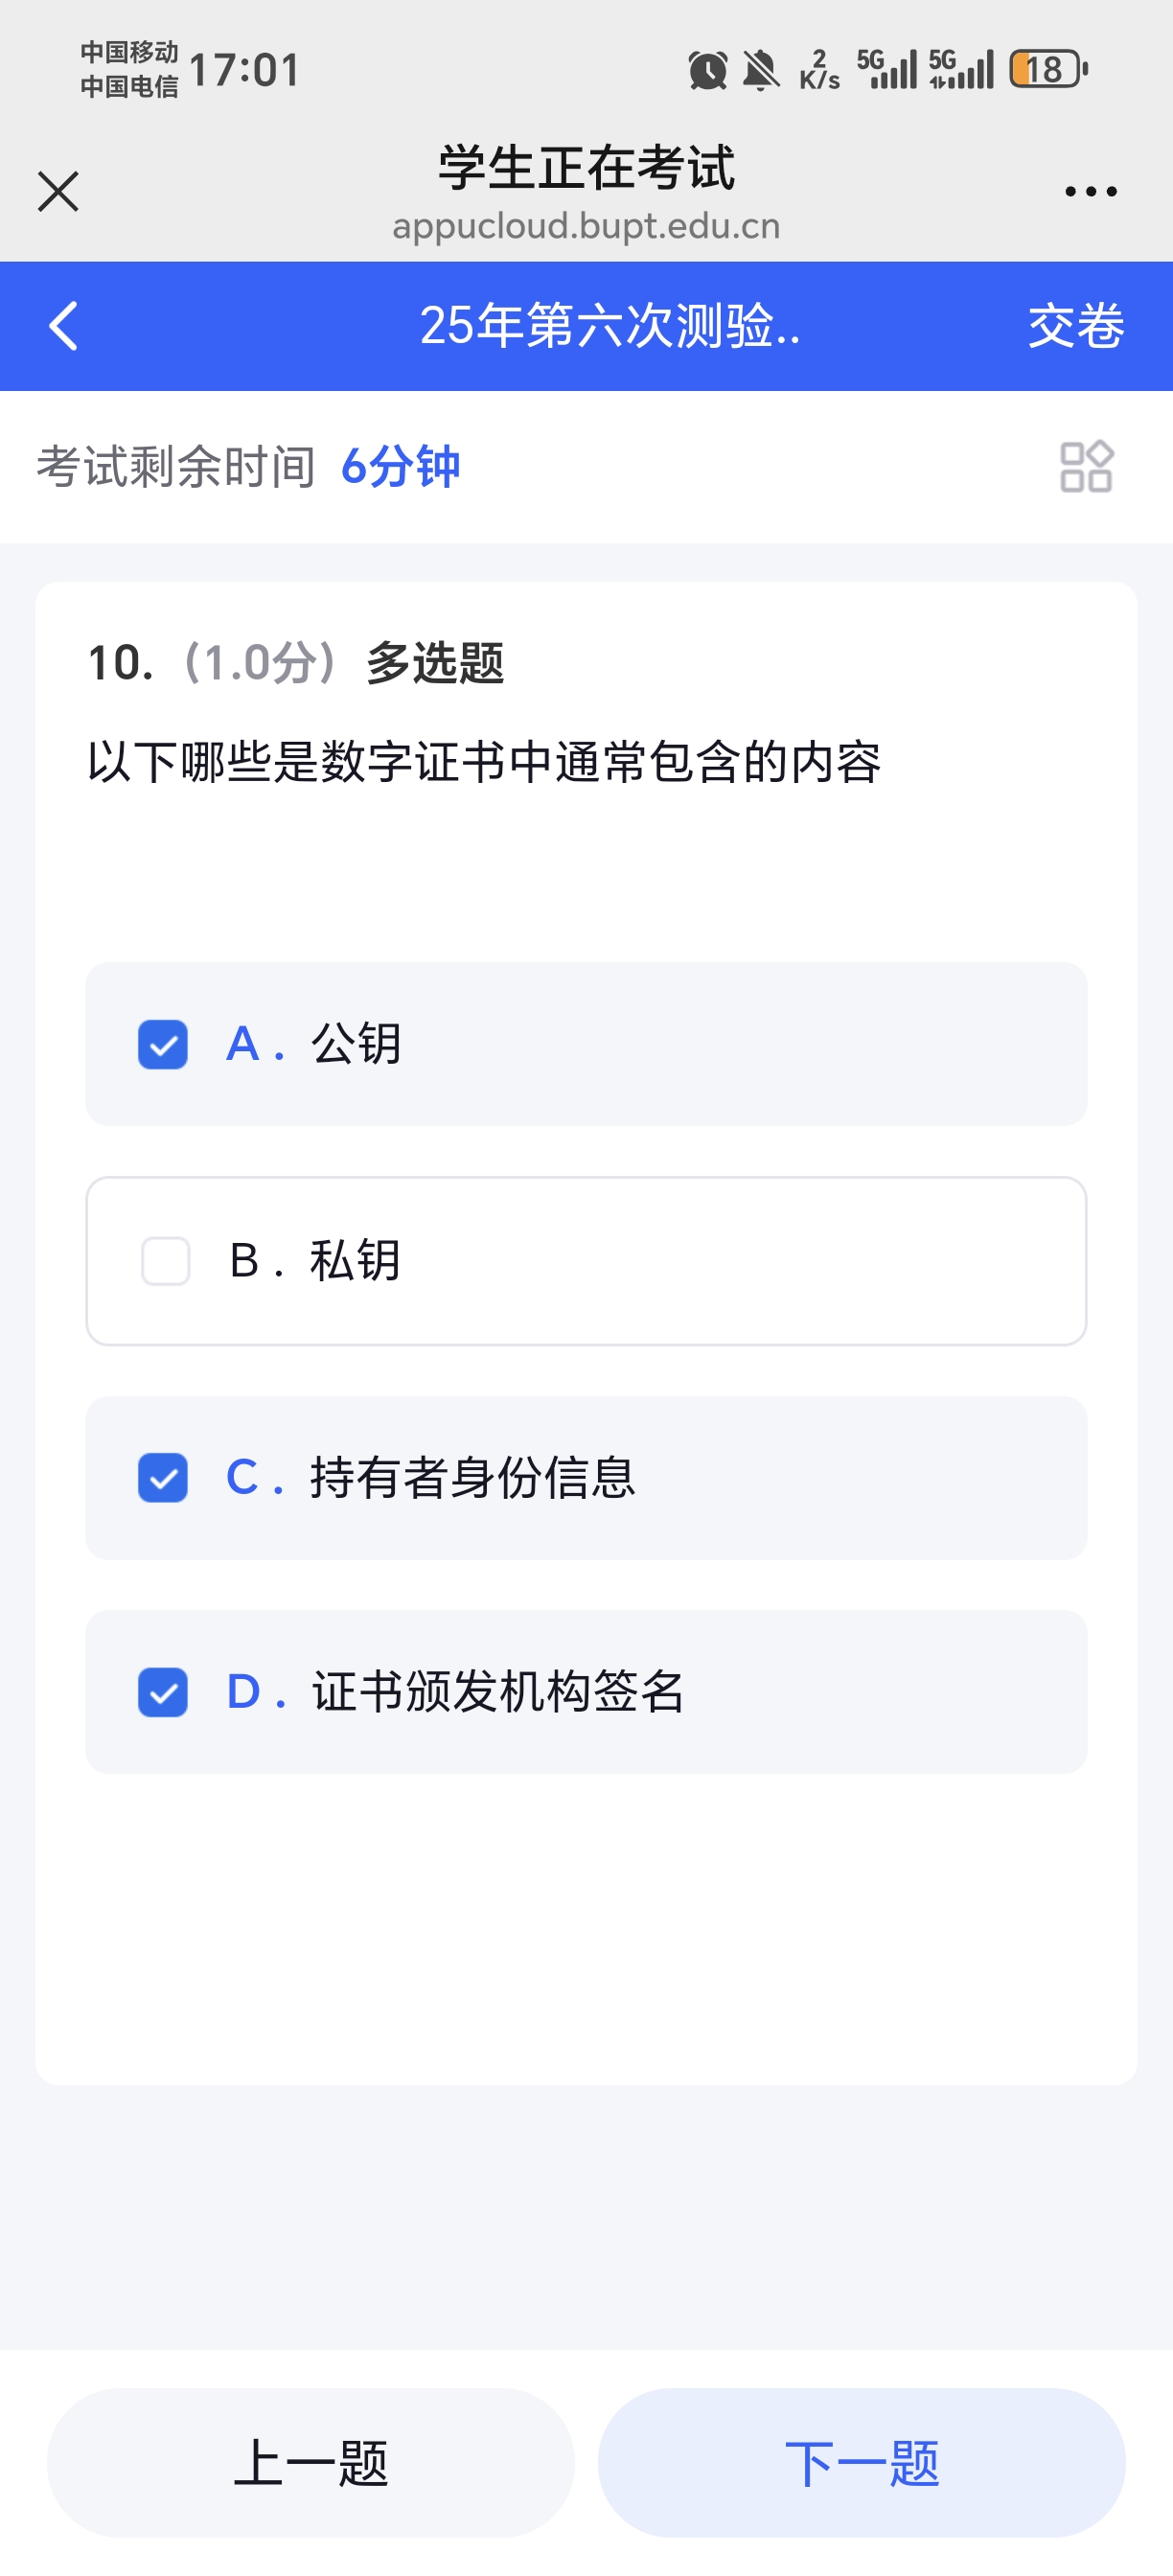 中国移动
中国电信
17:01
2
K/s
5G
5G
18
学生正在考试
appucloud.bupt.edu.cn
25年第六次测验..
交卷
考试剩余时间 6分钟
10.（1.0分）多选题
以下哪些是数字证书中通常包含的内容
A . 公钥
B . 私钥
C . 持有者身份信息
D . 证书颁发机构签名
上一题
下一题